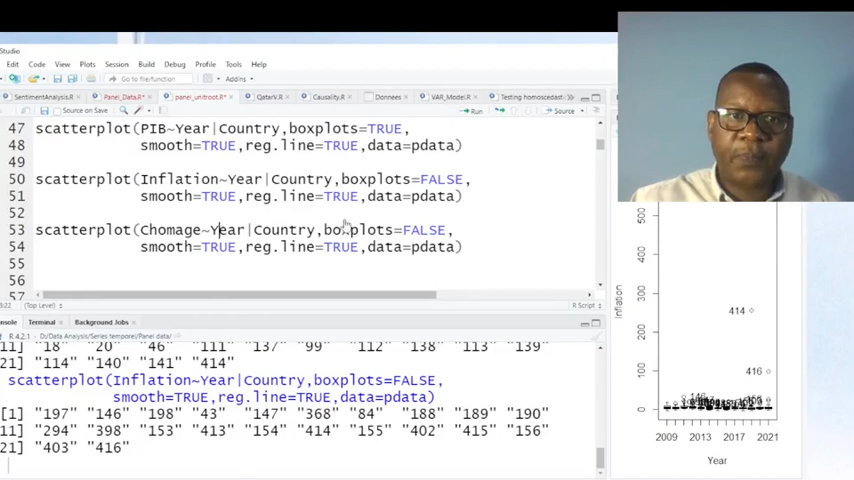 Studio
Edit Code View Plots Session Build Debug Profile Tools Help
Go to file/function Addins
SentimentAnalysis.R Panel_Data.R* panel_unitroot.R* QatarV.R Causality.R Donnees VAR_Model.R Testing homoscedasti
Source on Save Run Source
47 scatterplot(PIB~Year|Country,boxplots=TRUE,
48 smooth=TRUE,reg.line=TRUE,data=pdata)
49
50 scatterplot(Inflation~Year|Country,boxplots=FALSE,
51 smooth=TRUE,reg.line=TRUE,data=pdata)
52
53 scatterplot(Chomage~Year|Country,boxplots=FALSE,
54 smooth=TRUE,reg.line=TRUE,data=pdata)
55
56
57
3:22 (Top Level) R Script
onsole Terminal Background Jobs
R 4.2.1 · D:/Data Analysis/Series temporel/Panel data/
11] "18" "20" "46" "111" "137" "99" "112" "138" "113" "139"
21] "114" "140" "141" "414"
scatterplot(Inflation~Year|Country,boxplots=FALSE,
smooth=TRUE,reg.line=TRUE,data=pdata)
[1] "197" "146" "198" "43" "147" "368" "84" "188" "189" "190"
11] "294" "398" "153" "413" "154" "414" "155" "402" "415" "156"
21] "403" "416"
Inflation
500
400
300
200
100
0
414
416
2009 2013 2017 2021
Year